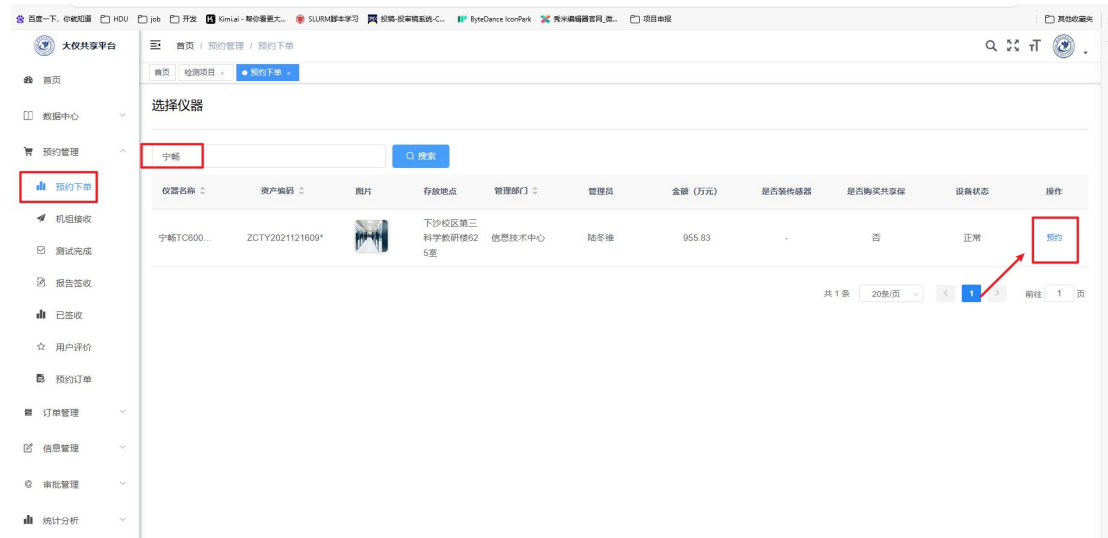 百度一下，你就知道 HDU job 开发 Kimi.ai - 帮你看更大... SLURM脚本学习 投稿-投审稿系统-C... ByteDance IconPark 秀米编辑器官网_微... 项目申报 其他收藏夹
大仪共享平台 首页 / 预约管理 / 预约下单
首页 检测项目 × 预约下单 ×
首页
数据中心
预约管理
预约下单
机组接收
测试完成
报告签收
已签收
用户评价
预约订单
订单管理
信息管理
审批管理
统计分析
选择仪器
宁畅 搜索
仪器名称 资产编码 图片 存放地点 管理部门 管理员 金额（万元） 是否装传感器 是否购买共享保 设备状态 操作
宁畅TC600... ZCTY2021121609* 下沙校区第三
科学教研楼62
5室 信息技术中心 陆冬维 955.83 - 否 正常 预约
共 1 条 20条/页 < 1 > 前往 1 页